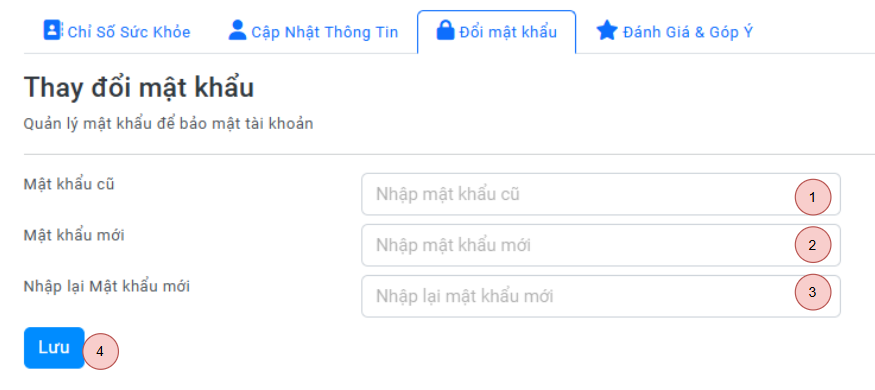 Chỉ Số Sức Khỏe Cập Nhật Thông Tin Đổi mật khẩu Đánh Giá & Góp Ý
Thay đổi mật khẩu
Quản lý mật khẩu để bảo mật tài khoản
Mật khẩu cũ Nhập mật khẩu cũ 1
Mật khẩu mới Nhập mật khẩu mới 2
Nhập lại Mật khẩu mới Nhập lại mật khẩu mới 3
Lưu 4